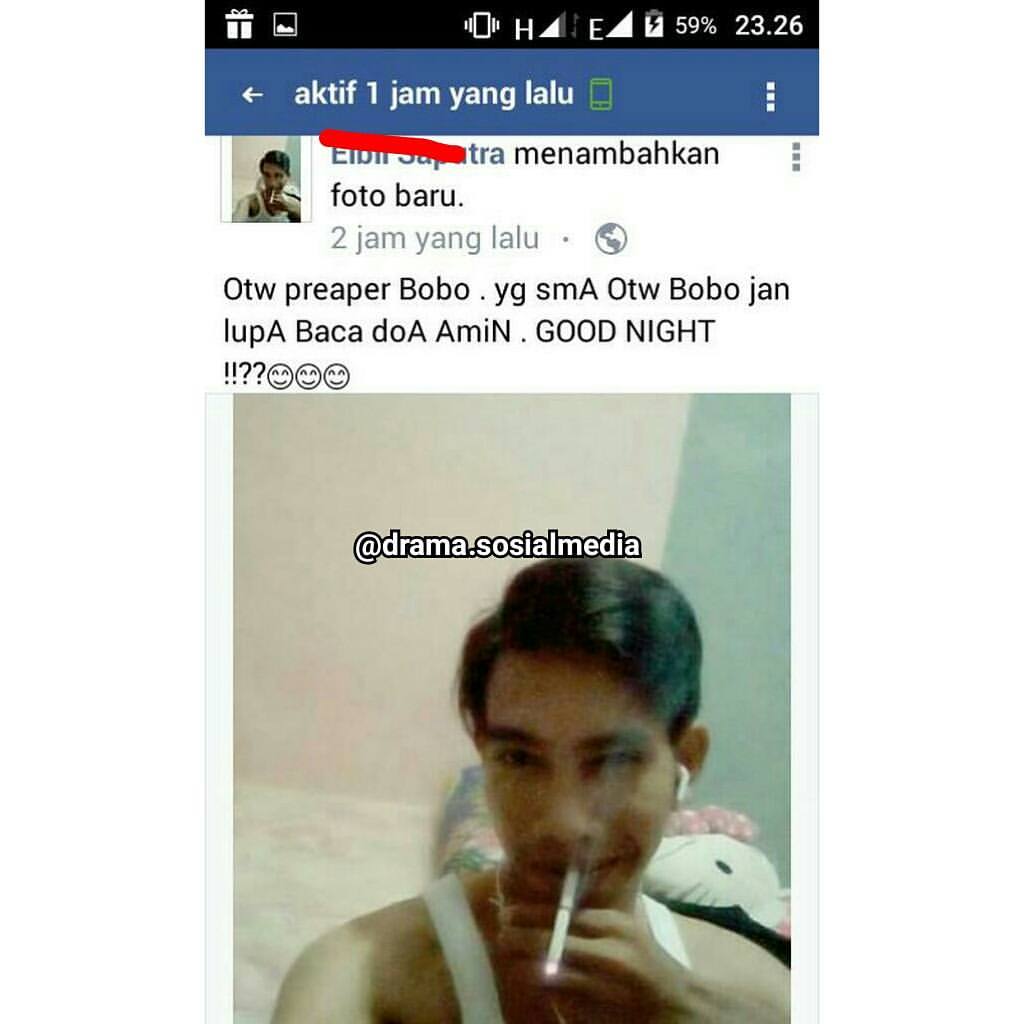 H E 59% 23.26
aktif 1 jam yang lalu
menambahkan
foto baru.
2 jam yang lalu
Otw preaper Bobo . yg smA Otw Bobo jan
lupA Baca doA AmiN . GOOD NIGHT
!!??😊😊😊
@drama.sosialmedia